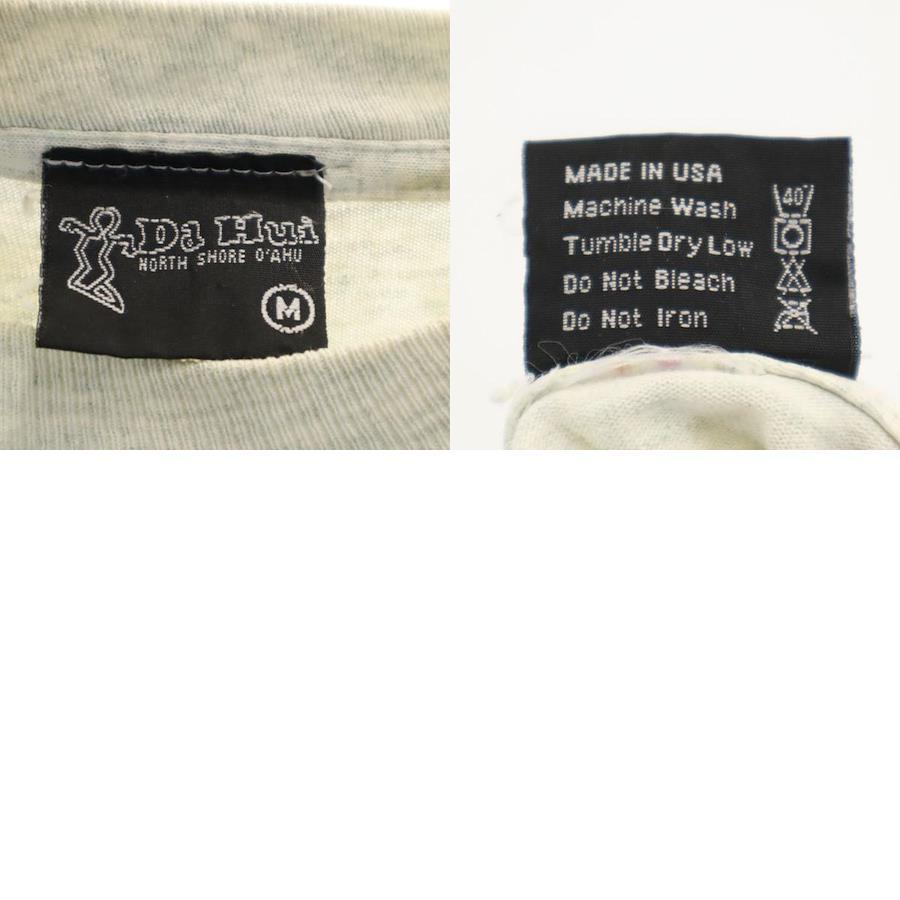 Da Hui
NORTH SHORE O'AHU
M
MADE IN USA
Machine Wash
Tumble Dry Low
Do Not Bleach
Do Not Iron
40°